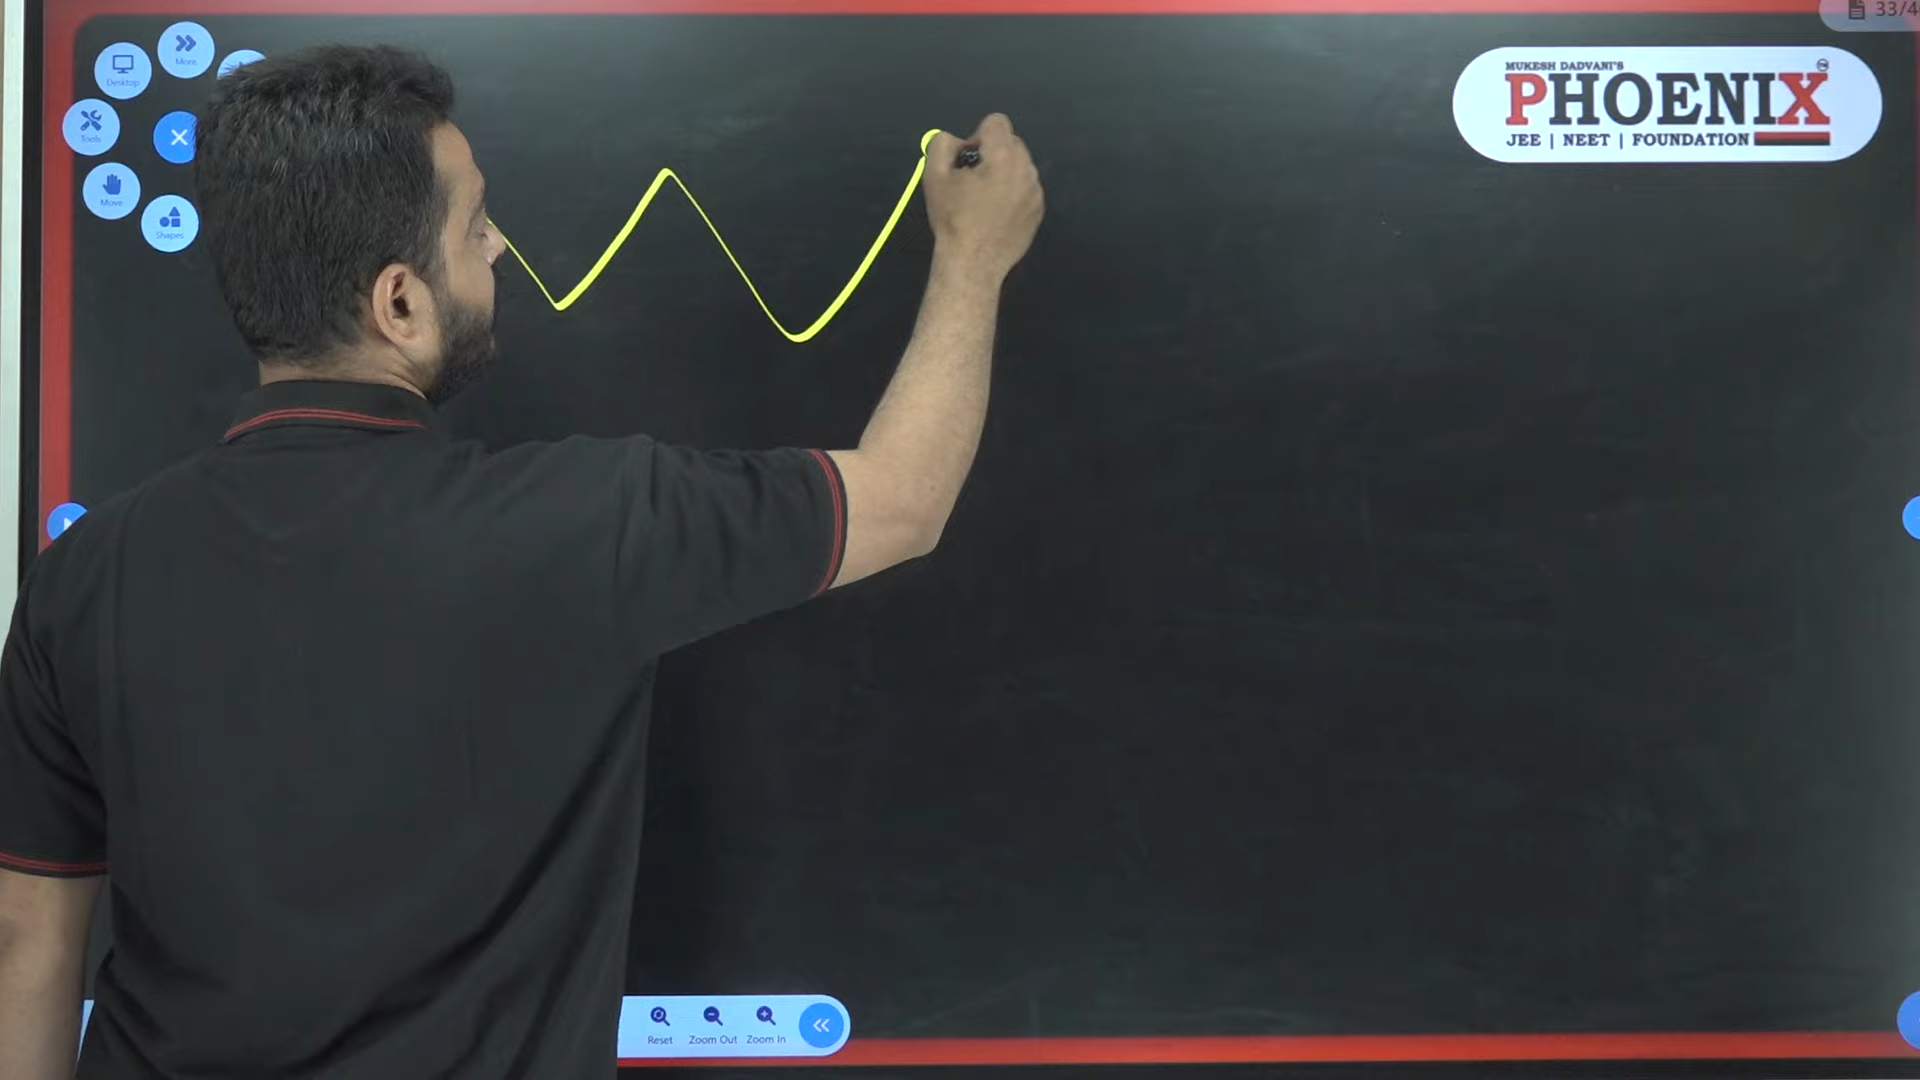 33/4
More
Desktop
Tools
Move
Shapes
MUKESH DADVANI'S
PHOENIX
JEE | NEET | FOUNDATION
Reset Zoom Out Zoom In